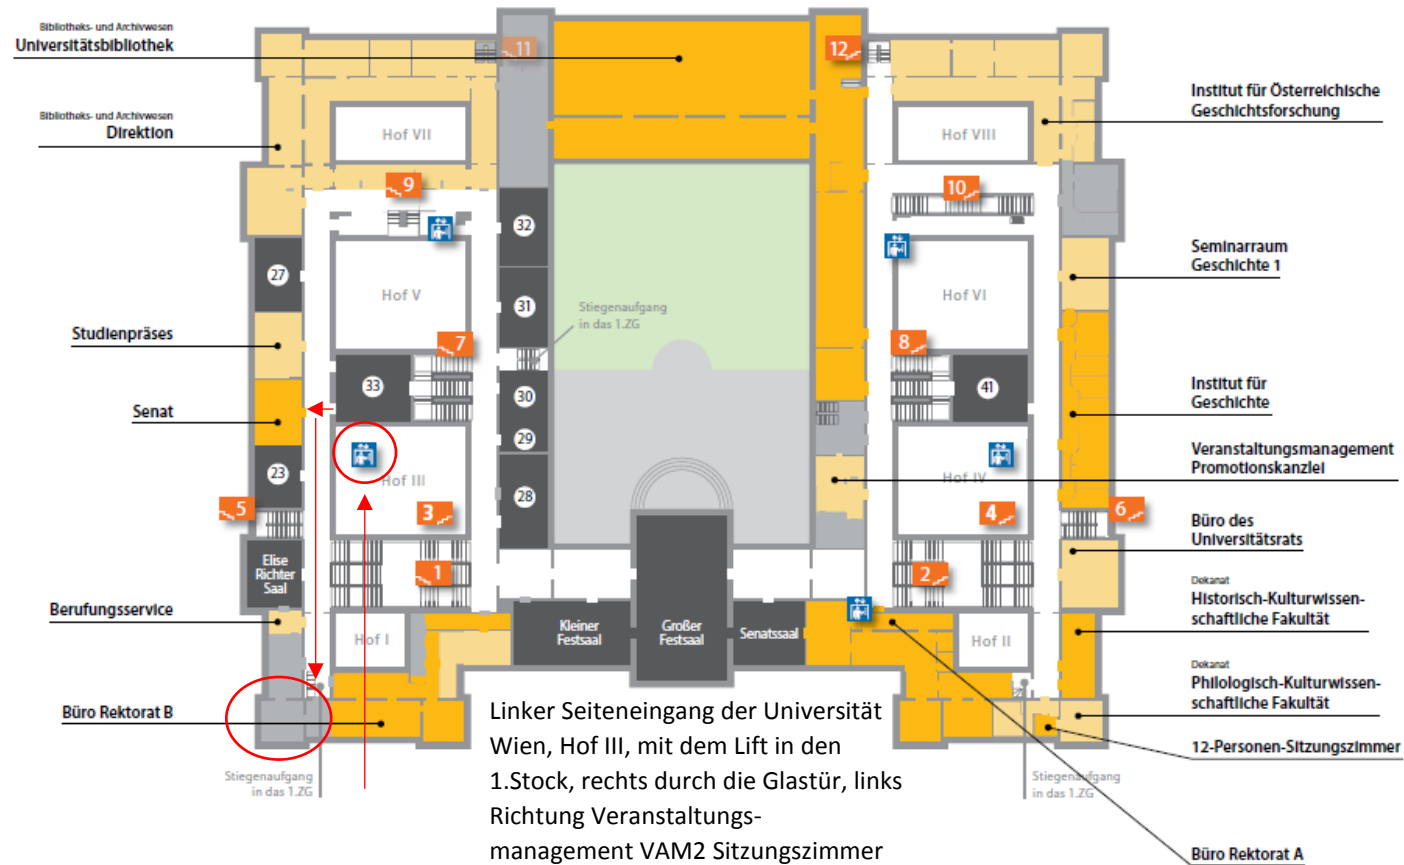 Bibliotheks- und Archivwesen
Universitätsbibliothek
Bibliotheks- und Archivwesen
Direktion
Studienpräses
Senat
Berufungsservice
Büro Rektorat B
11
12
Hof VII
Hof VIII
9
10
32
27
Hof V
31
Hof VI
Stiegenaufgang
in das 1.ZG
7
8
33
30
41
29
23
Hof III
28
Hof IV
5
3
4
6
Elise
Richter
Saal
1
2
Hof I
Kleiner
Festsaal
Großer
Festsaal
Senatssaal
Hof II
Stiegenaufgang
in das 1.ZG
Stiegenaufgang
in das 1.ZG
Linker Seiteneingang der Universität
Wien, Hof III, mit dem Lift in den
1.Stock, rechts durch die Glastür, links
Richtung Veranstaltungs-
management VAM2 Sitzungszimmer
Institut für Österreichische
Geschichtsforschung
Seminarraum
Geschichte 1
Institut für
Geschichte
Veranstaltungsmanagement
Promotionskanzlei
Büro des
Universitätsrats
Dekanat
Historisch-Kulturwissen-
schaftliche Fakultät
Dekanat
Philologisch-Kulturwissen-
schaftliche Fakultät
12-Personen-Sitzungszimmer
Büro Rektorat A